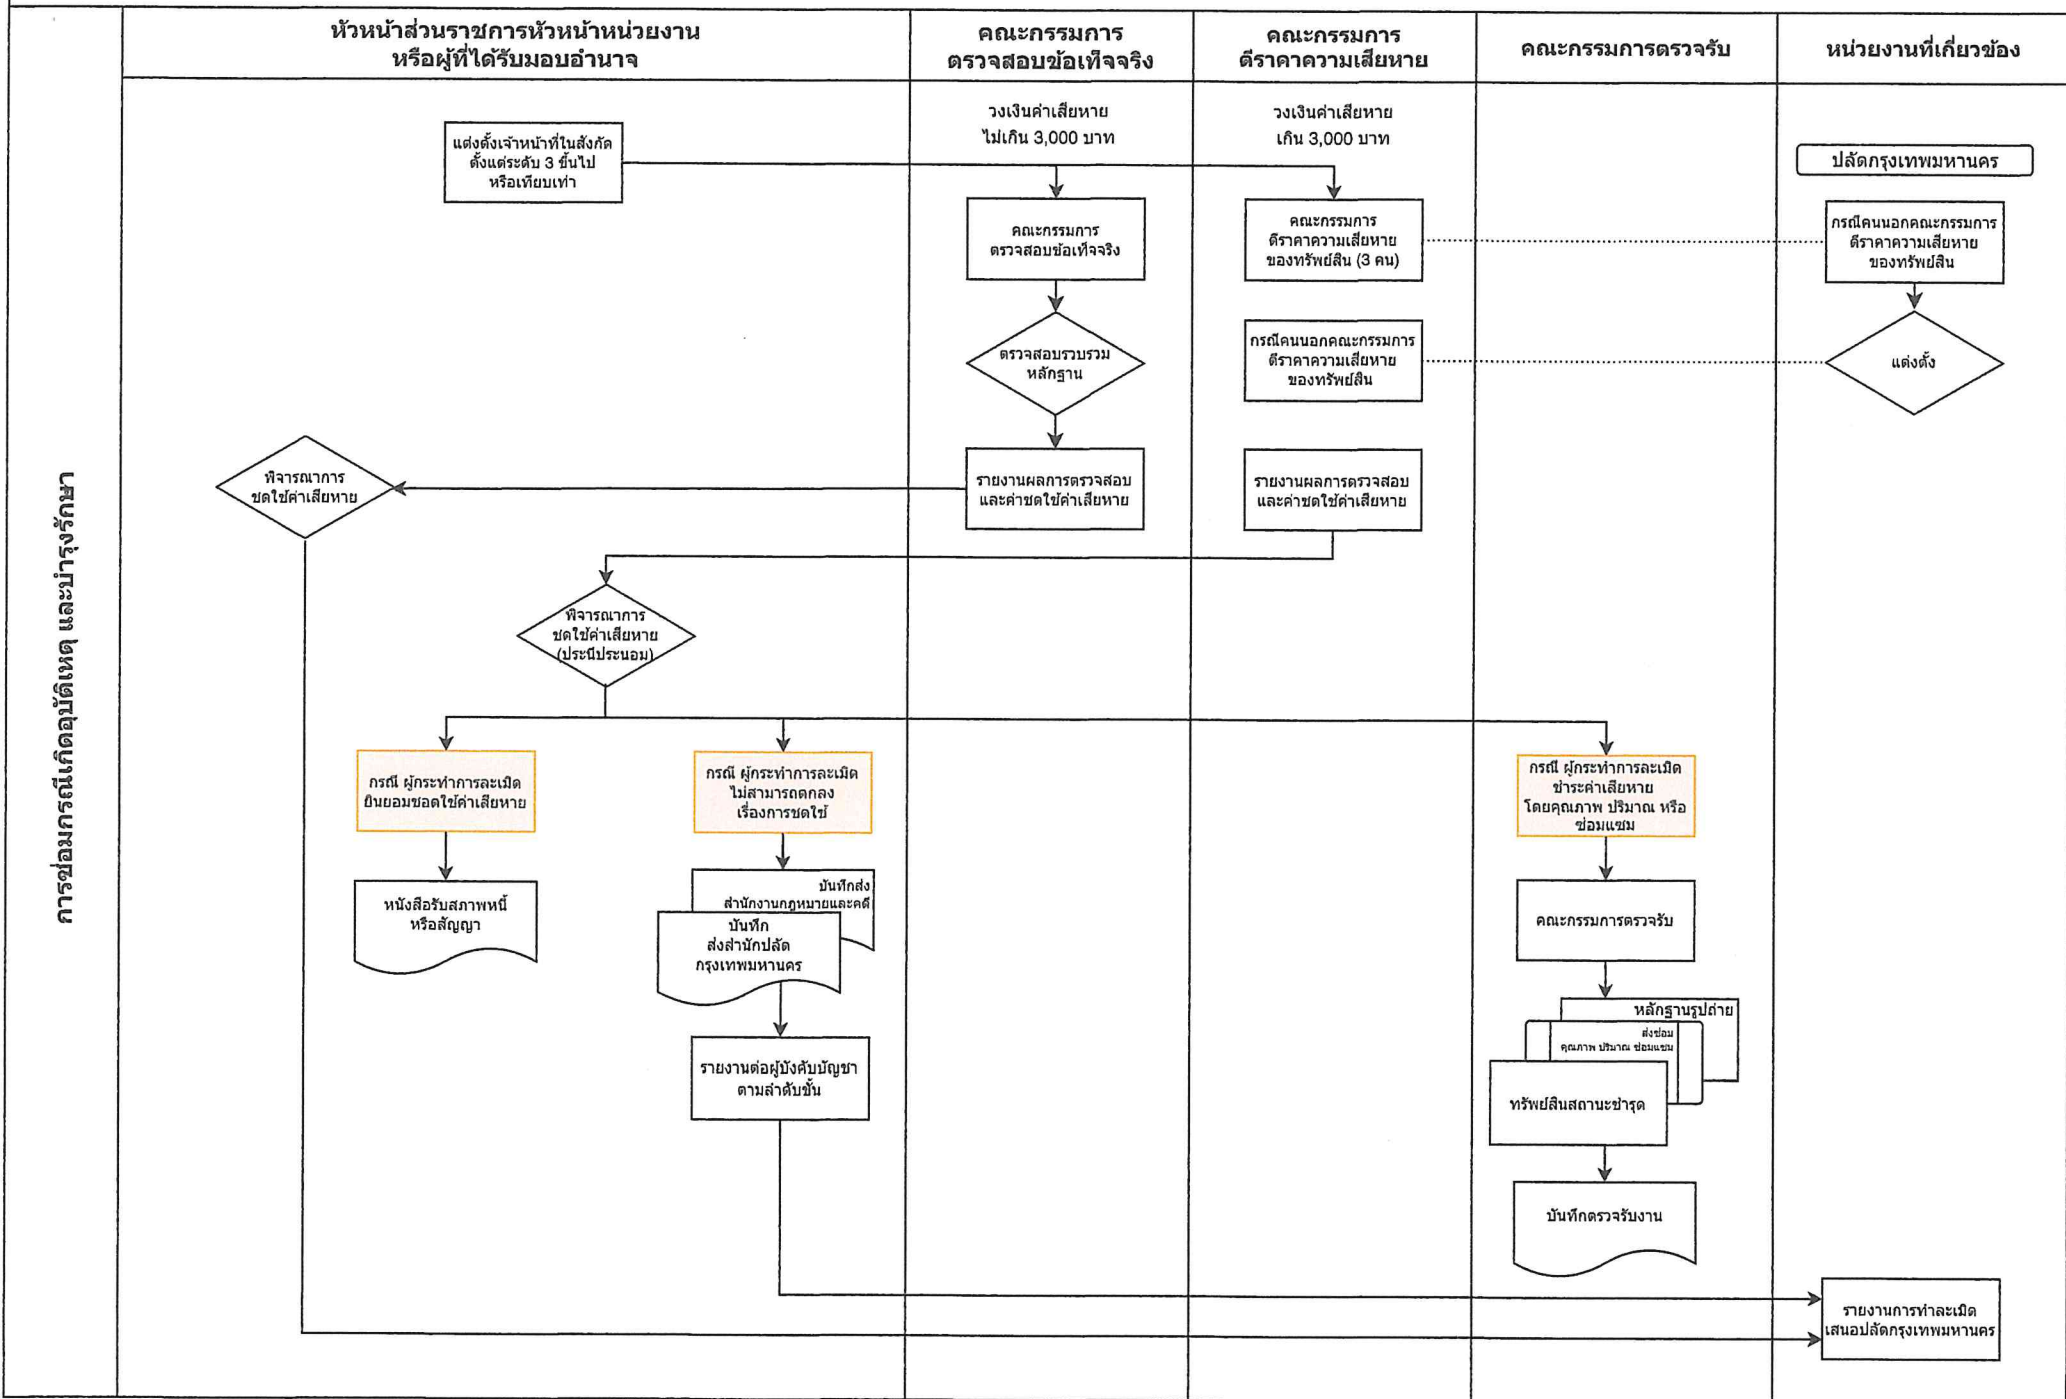 หัวหน้าส่วนราชการหัวหน้าหน่วยงาน
หรือผู้ที่ได้รับมอบอำนาจ
คณะกรรมการ
ตรวจสอบข้อเท็จจริง
คณะกรรมการ
ตีราคาความเสียหาย
คณะกรรมการตรวจรับ
หน่วยงานที่เกี่ยวข้อง
การซ่อมกรณีเกิดอุบัติเหตุ และบำรุงรักษา
วงเงินค่าเสียหาย
ไม่เกิน 3,000 บาท
วงเงินค่าเสียหาย
เกิน 3,000 บาท
แต่งตั้งเจ้าหน้าที่ในสังกัด
ตั้งแต่ระดับ 3 ขึ้นไป
หรือเทียบเท่า
ปลัดกรุงเทพมหานคร
คณะกรรมการ
ตรวจสอบข้อเท็จจริง
คณะกรรมการ
ตีราคาความเสียหาย
ของทรัพย์สิน (3 คน)
กรณีคนนอกคณะกรรมการ
ตีราคาความเสียหาย
ของทรัพย์สิน
ตรวจสอบรวบรวม
หลักฐาน
กรณีคนนอกคณะกรรมการ
ตีราคาความเสียหาย
ของทรัพย์สิน
แต่งตั้ง
พิจารณาการ
ชดใช้ค่าเสียหาย
รายงานผลการตรวจสอบ
และค่าชดใช้ค่าเสียหาย
รายงานผลการตรวจสอบ
และค่าชดใช้ค่าเสียหาย
พิจารณาการ
ชดใช้ค่าเสียหาย
(ประนีประนอม)
กรณี ผู้กระทำการละเมิด
ยินยอมชอดใช้ค่าเสียหาย
กรณี ผู้กระทำการละเมิด
ไม่สามารถตกลง
เรื่องการชดใช้
กรณี ผู้กระทำการละเมิด
ชำระค่าเสียหาย
โดยคุณภาพ ปริมาณ หรือ
ซ่อมแซม
หนังสือรับสภาพหนี้
หรือสัญญา
บันทึกส่ง
สำนักงานกฎหมายและคดี
บันทึก
ส่งสำนักปลัด
กรุงเทพมหานคร
คณะกรรมการตรวจรับ
รายงานต่อผู้บังคับบัญชา
ตามลำดับขั้น
หลักฐานรูปถ่าย
ส่งซ่อม
คุณภาพ ปริมาณ ซ่อมแซม
ทรัพย์สินสถานะชำรุด
บันทึกตรวจรับงาน
รายงานการทำละเมิด
เสนอปลัดกรุงเทพมหานคร